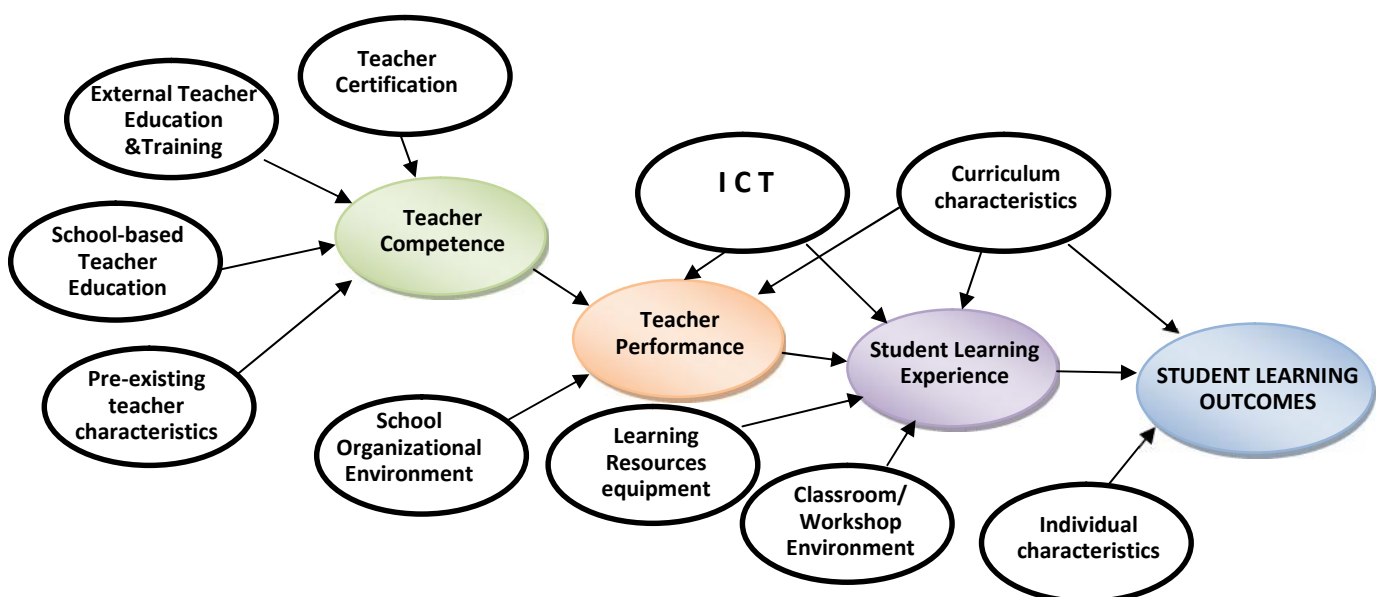 Teacher
Certification
External Teacher
Education
&Training
I C T
Curriculum
characteristics
Teacher
Competence
School-based
Teacher
Education
Teacher
Performance
Student Learning
Experience
STUDENT LEARNING
OUTCOMES
Pre-existing
teacher
characteristics
School
Organizational
Environment
Learning
Resources
equipment
Classroom/
Workshop
Environment
Individual
characteristics